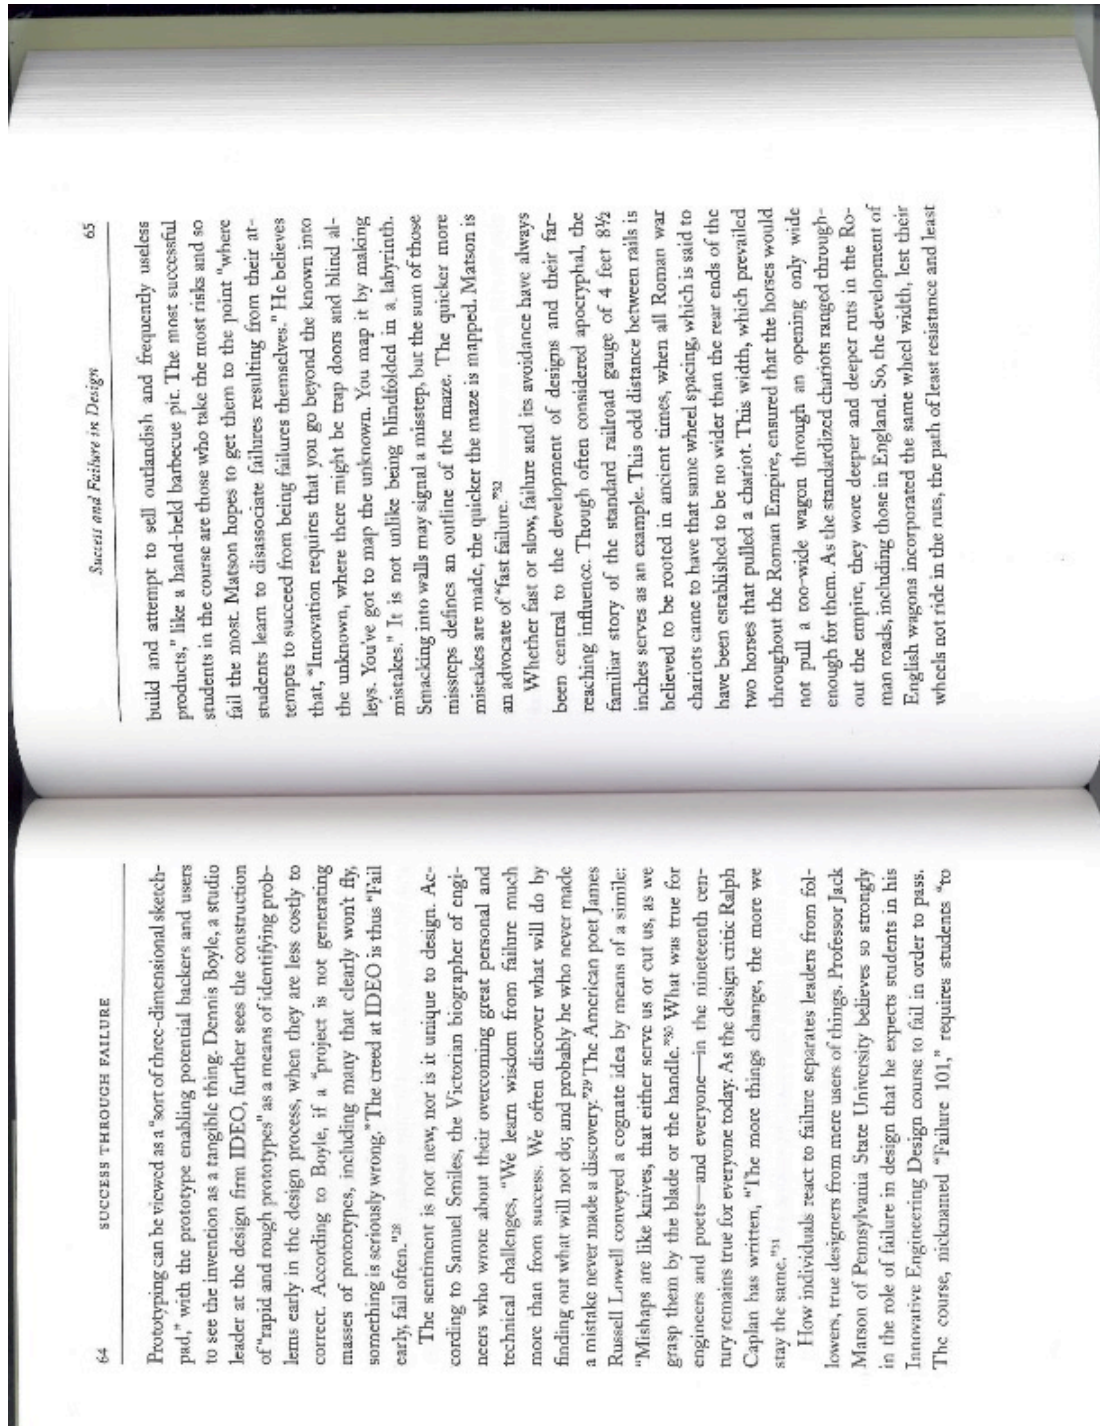 64 SUCCESS THROUGH FAILURE
Prototyping can be viewed as a "sort of three-dimensional sketch-
pad," with the prototype enabling potential backers and users
to see the invention as a tangible thing. Dennis Boyle, a studio
leader at the design firm IDEO, further sees the construction
of "rapid and rough prototypes" as a means of identifying prob-
lems early in the design process, when they are less costly to
correct. According to Boyle, if a "project is not generating
masses of prototypes, including many that clearly won't fly,
something is seriously wrong." The creed at IDEO is thus "Fail
early, fail often."28
The sentiment is not new, nor is it unique to design. Ac-
cording to Samuel Smiles, the Victorian biographer of engi-
neers who wrote about their overcoming great personal and
technical challenges, "We learn wisdom from failure much
more than from success. We often discover what will do by
finding out what will not do; and probably he who never made
a mistake never made a discovery."29 The American poet James
Russell Lowell conveyed a cognate idea by means of a simile:
"Mishaps are like knives, that either serve us or cut us, as we
grasp them by the blade or the handle."30 What was true for
engineers and poets—and everyone—in the nineteenth cen-
tury remains true for everyone today. As the design critic Ralph
Caplan has written, "The more things change, the more we
stay the same."31
How individuals react to failure separates leaders from fol-
lowers, true designers from mere users of things. Professor Jack
Matson of Pennsylvania State University believes so strongly
in the role of failure in design that he expects students in his
Innovative Engineering Design course to fail in order to pass.
The course, nicknamed "Failure 101," requires students "to
Success and Failure in Design 65
build and attempt to sell outlandish and frequently useless
products," like a hand-held barbecue pit. The most successful
students in the course are those who take the most risks and so
fail the most. Matson hopes to get them to the point "where
students learn to disassociate failures resulting from their at-
tempts to succeed from being failures themselves." He believes
that, "Innovation requires that you go beyond the known into
the unknown, where there might be trap doors and blind al-
leys. You've got to map the unknown. You map it by making
mistakes." It is not unlike being blindfolded in a labyrinth.
Smacking into walls may signal a misstep, but the sum of those
missteps defines an outline of the maze. The quicker more
mistakes are made, the quicker the maze is mapped. Matson is
an advocate of "fast failure."32
Whether fast or slow, failure and its avoidance have always
been central to the development of designs and their far-
reaching influence. Though often considered apocryphal, the
familiar story of the standard railroad gauge of 4 feet 8½
inches serves as an example. This odd distance between rails is
believed to be rooted in ancient times, when all Roman war
chariots came to have that same wheel spacing, which is said to
have been established to be no wider than the rear ends of the
two horses that pulled a chariot. This width, which prevailed
throughout the Roman Empire, ensured that the horses would
not pull a too-wide wagon through an opening only wide
enough for them. As the standardized chariots ranged through-
out the empire, they wore deeper and deeper ruts in the Ro-
man roads, including those in England. So, the development of
English wagons incorporated the same wheel width, lest their
wheels not ride in the ruts, the path of least resistance and least